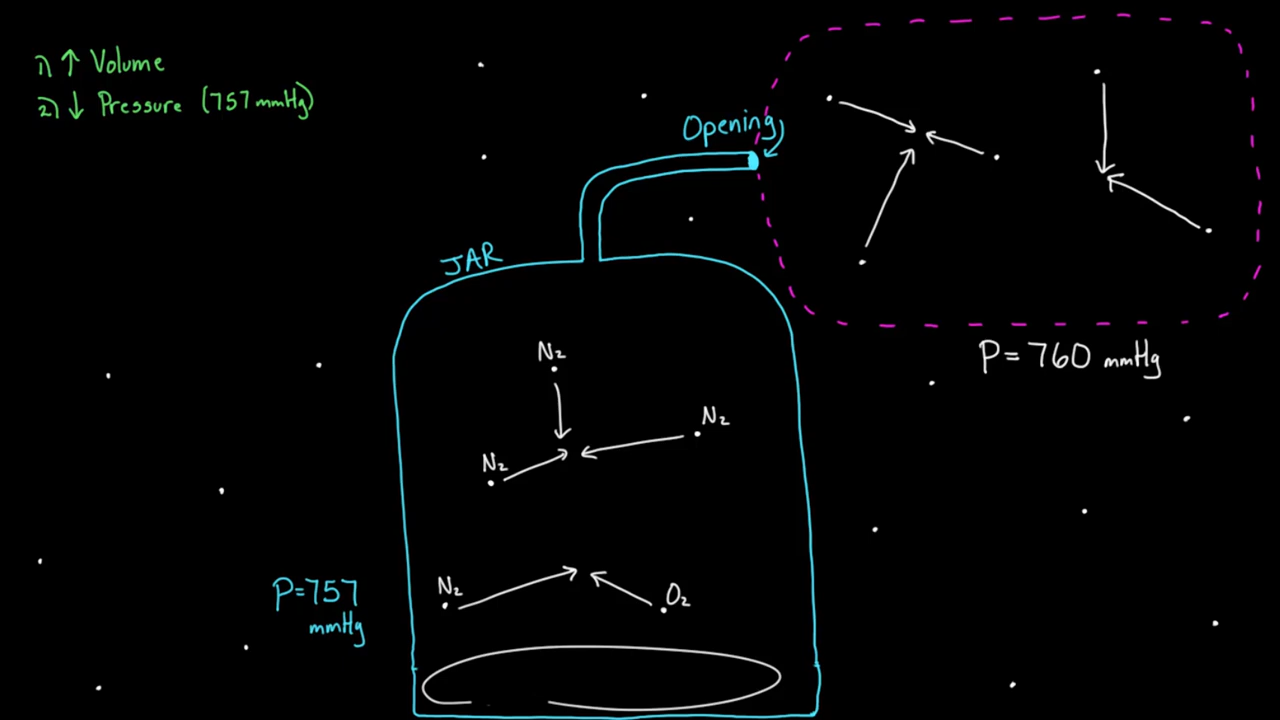 1) ↑ Volume
2) ↓ Pressure (757 mmHg)
Opening
JAR
N₂
N₂
N₂
P = 760 mmHg
N₂
O₂
P=757
mmHg